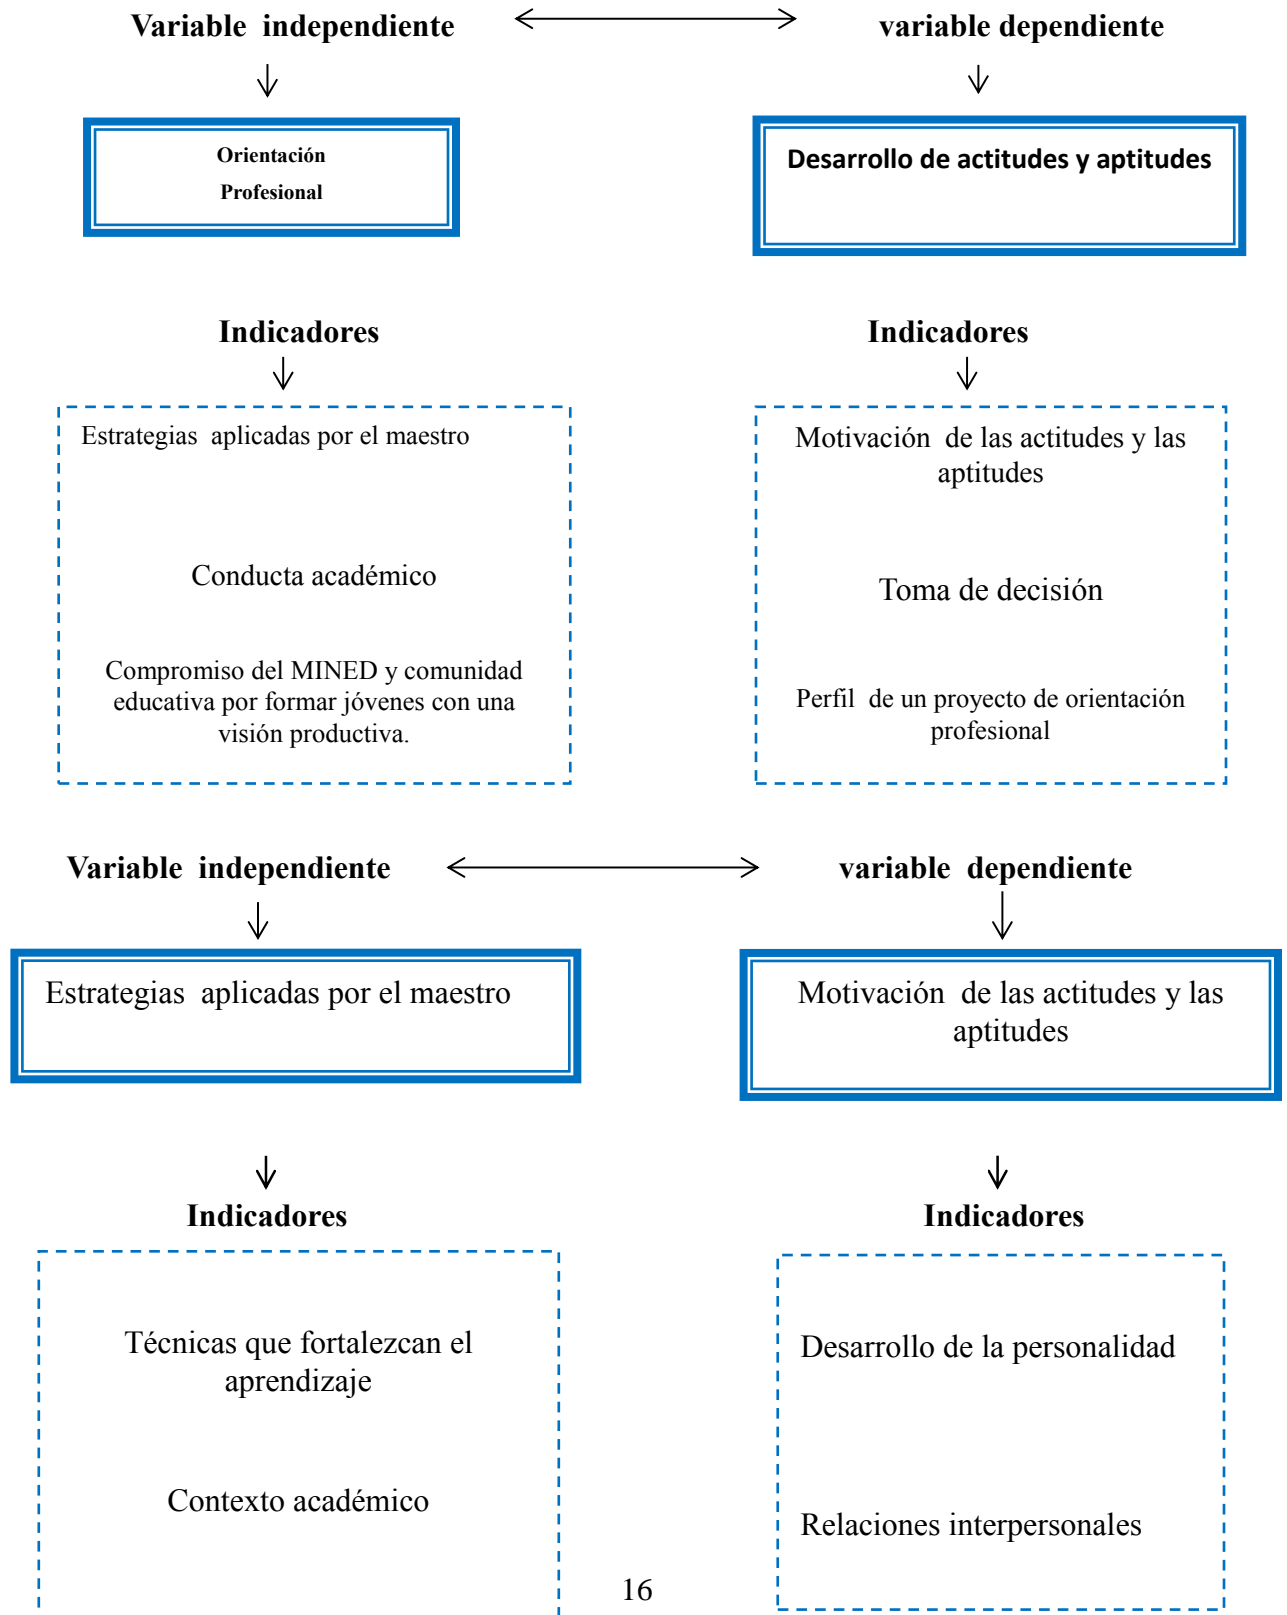 Variable independiente
variable dependiente
Orientación
Profesional
Desarrollo de actitudes y aptitudes
Indicadores
Indicadores
Estrategias aplicadas por el maestro
Conducta académico
Compromiso del MINED y comunidad
educativa por formar jóvenes con una
visión productiva.
Motivación de las actitudes y las
aptitudes
Toma de decisión
Perfil de un proyecto de orientación
profesional
Variable independiente
variable dependiente
Estrategias aplicadas por el maestro
Motivación de las actitudes y las
aptitudes
Indicadores
Indicadores
Técnicas que fortalezcan el
aprendizaje
Contexto académico
Desarrollo de la personalidad
Relaciones interpersonales
16